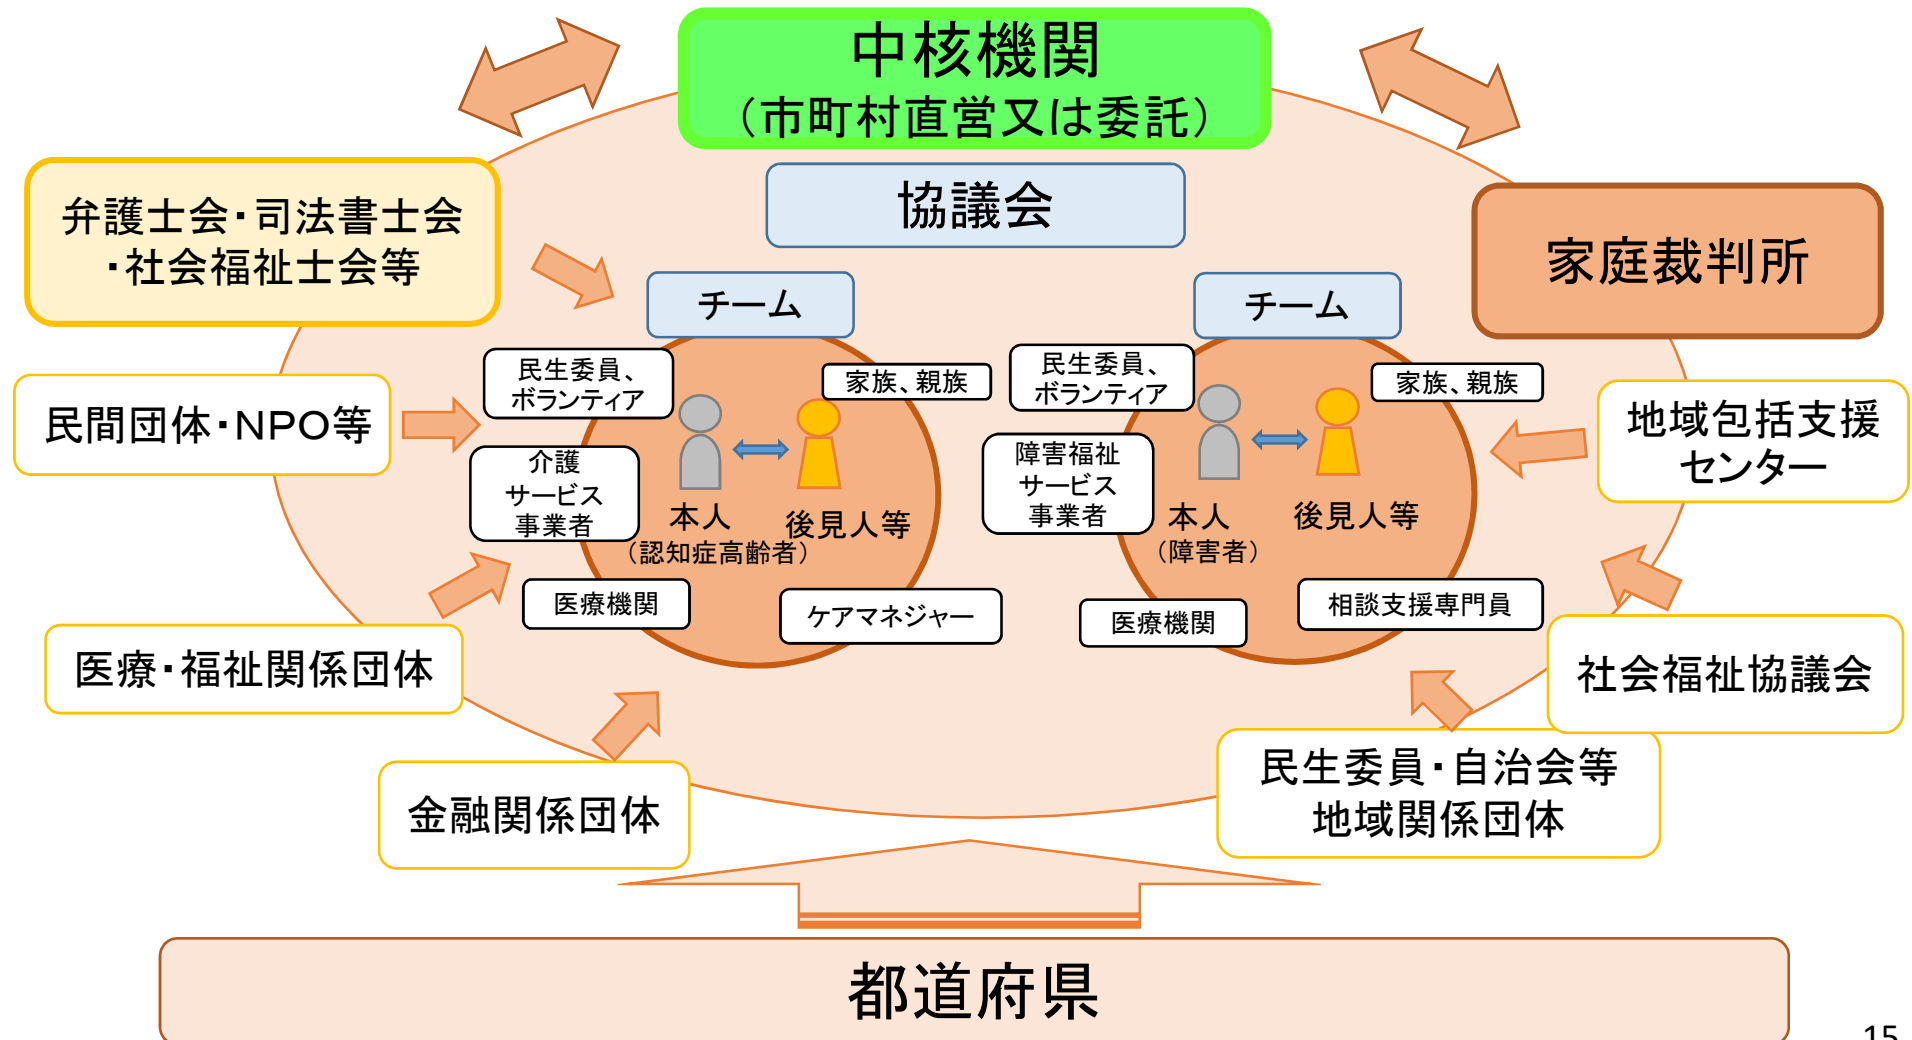 中核機関
（市町村直営又は委託）
協議会
弁護士会・司法書士会
・社会福祉士会等
家庭裁判所
チーム
民生委員、
ボランティア
家族、親族
介護
サービス
事業者
本人
（認知症高齢者）
後見人等
医療機関
ケアマネジャー
チーム
民生委員、
ボランティア
家族、親族
障害福祉
サービス
事業者
本人
（障害者）
後見人等
医療機関
相談支援専門員
民間団体・NPO等
地域包括支援
センター
医療・福祉関係団体
社会福祉協議会
金融関係団体
民生委員・自治会等
地域関係団体
都道府県
15